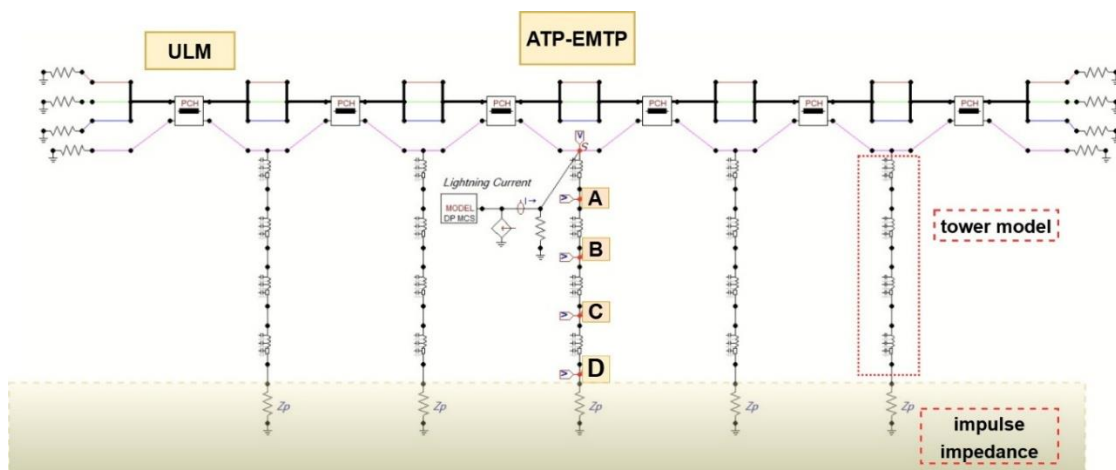 ULM
ATP-EMTP
PCH
PCH
PCH
PCH
PCH
PCH
V
S
Lightning Current
MODEL
DP MCS
I
V
A
V
B
V
C
V
D
tower model
Zp
Zp
Zp
Zp
Zp
impulse
impedance